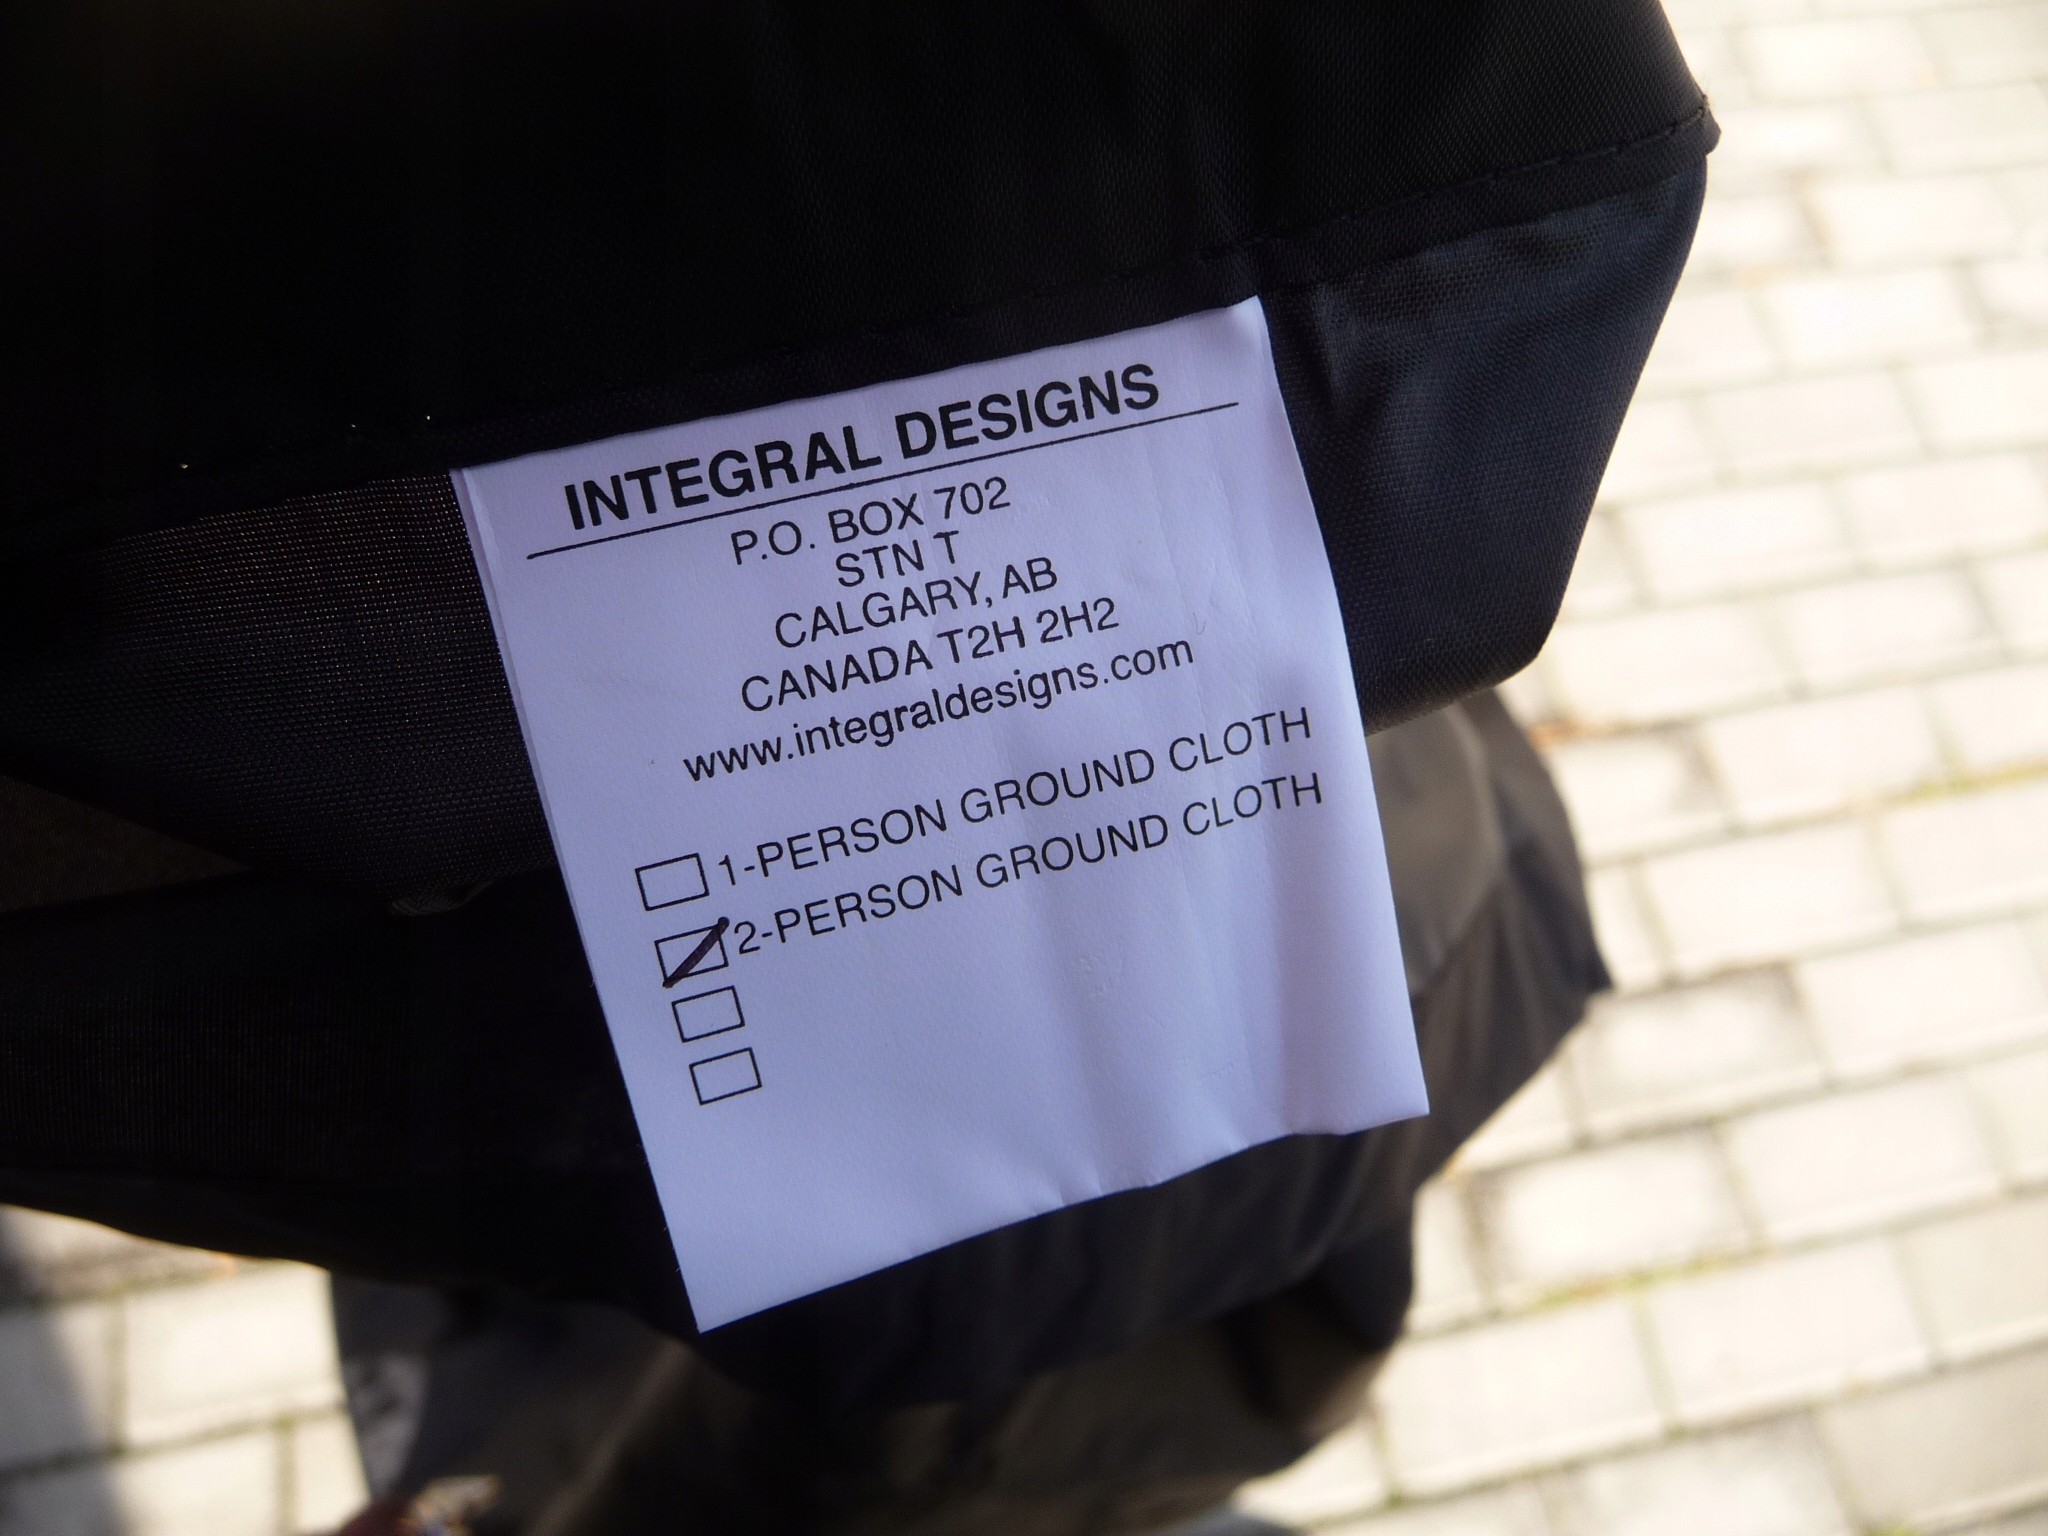 INTEGRAL DESIGNS
P.O. BOX 702
STN T
CALGARY, AB
CANADA T2H 2H2
www.integraldesigns.com
1-PERSON GROUND CLOTH
2-PERSON GROUND CLOTH